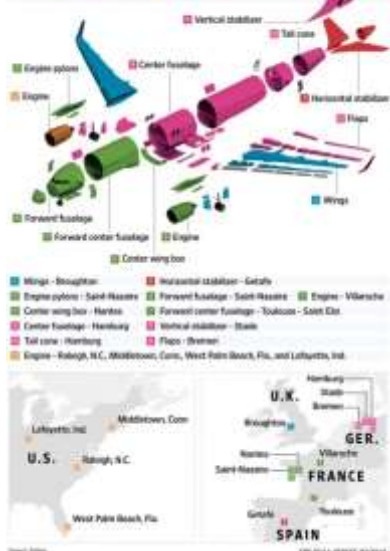 Vertical stabilizer
Tail cone
Engine pylons
Center fuselage
Engine
Horizontal stabilizer
Flaps
Wings
Forward fuselage
Forward center fuselage
Engine
Center wing box
Wings - Broughton
Horizontal stabilizer - Getafe
Engine pylons - Saint-Nazaire
Forward fuselage - Saint-Nazaire
Engine - Villaroche
Center wing box - Nantes
Forward center fuselage - Toulouse - Saint Eloi
Center fuselage - Hamburg
Vertical stabilizer - Stade
Tail cone - Hamburg
Flaps - Bremen
Engine - Raleigh, N.C., Middletown, Conn., West Palm Beach, Fla., and Lafayette, Ind.
Lafayette, Ind.
Middletown, Conn
U.S.
Raleigh, N.C.
West Palm Beach, Fla.
Hamburg
Stade
Bremen
U.K.
Broughton
GER.
Nantes
Villaroche
Saint-Nazaire
FRANCE
Getafe
Toulouse
SPAIN